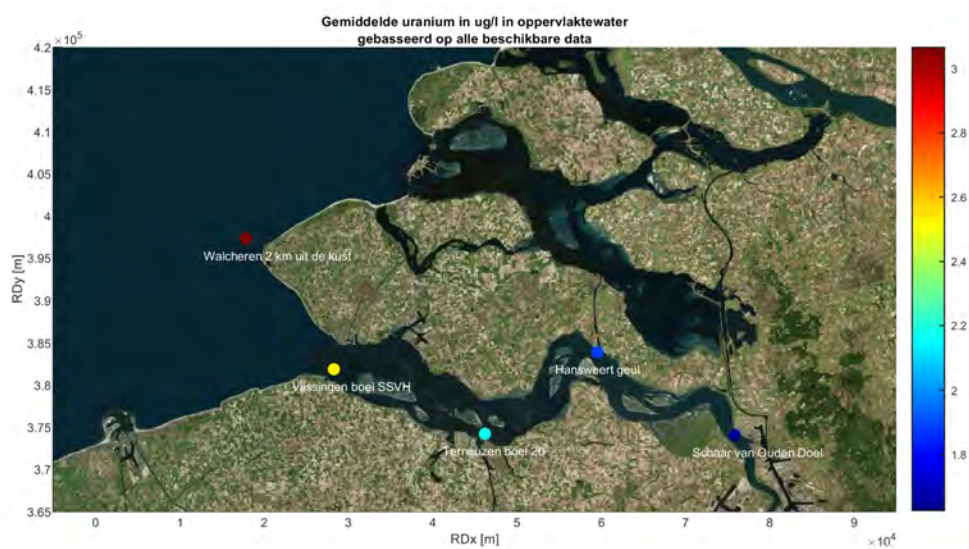 Gemiddelde uranium in ug/l in oppervlaktewater
gebasseerd op alle beschikbare data
4.2 ×10⁵
4.15
4.1
4.05
4
3.95
3.9
3.85
3.8
3.75
3.7
3.65
RDy [m]
Walcheren 2 km uit de kust
Vlissingen boei SSVH
Hansweert geul
Terneuzen boei 20
Schaar van Ouden Doel
0 1 2 3 4 5 6 7 8 9
×10⁴
RDx [m]
3
2.8
2.6
2.4
2.2
2
1.8